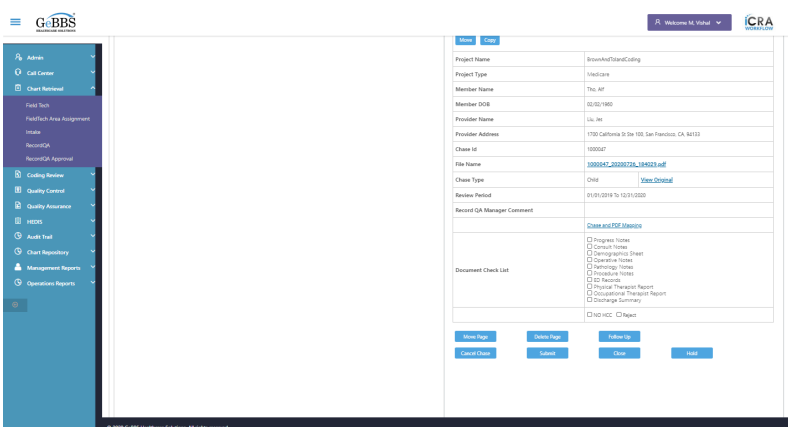 GeBBS
HEALTHCARE SOLUTIONS
Welcome M. Vishal
iCRA
WORKFLOW
Admin
Call Center
Chart Retrieval
Field Tech
FieldTech Area Assignment
Intake
RecordQA
RecordQA Approval
Coding Review
Quality Control
Quality Assurance
HEDIS
Audit Trail
Chart Repository
Management Reports
Operations Reports
Move Copy
Project Name BrownAndTolandCoding
Project Type Medicare
Member Name Tho, Alf
Member DOB 02/02/1960
Provider Name Liu, Jes
Provider Address 1700 California St Ste 100, San Francisco, CA, 94133
Chase Id 1000047
File Name 1000047_20200726_184029.pdf
Chase Type Child View Original
Review Period 01/01/2019 To 12/31/2020
Record QA Manager Comment
Chase and PDF Mapping
Document Check List
Progress Notes
Consult Notes
Demographics Sheet
Operative Notes
Pathology Notes
Procedure Notes
ED Records
Physical Therapist Report
Occupational Therapist Report
Discharge Summary
NO HCC Reject
Move Page Delete Page Follow Up
Cancel Chase Submit Close Hold